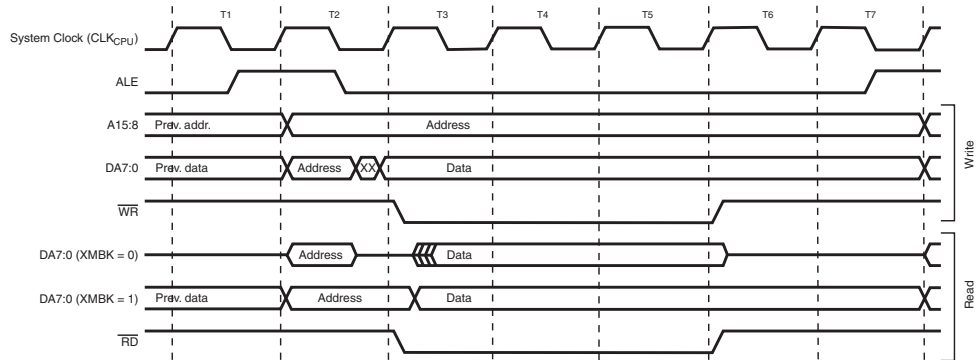 T1 T2 T3 T4 T5 T6 T7
System Clock (CLKCPU)
ALE
A15:8 Prev. addr. Address
DA7:0 Prev. data Address XX Data
WR
DA7:0 (XMBK = 0) Address Data
DA7:0 (XMBK = 1) Prev. data Address Data
RD
Write
Read